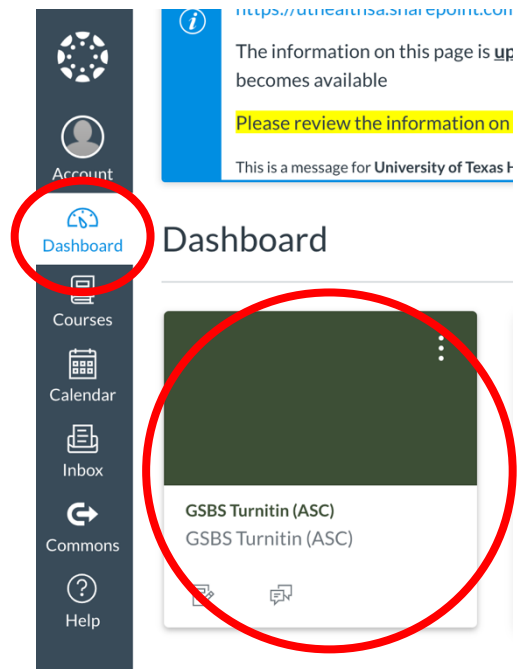 https://uthealthsa.sharepoint.com
The information on this page is up
becomes available
Please review the information on
This is a message for University of Texas H
Account
Dashboard
Dashboard
Courses
Calendar
Inbox
Commons
Help
GSBS Turnitin (ASC)
GSBS Turnitin (ASC)